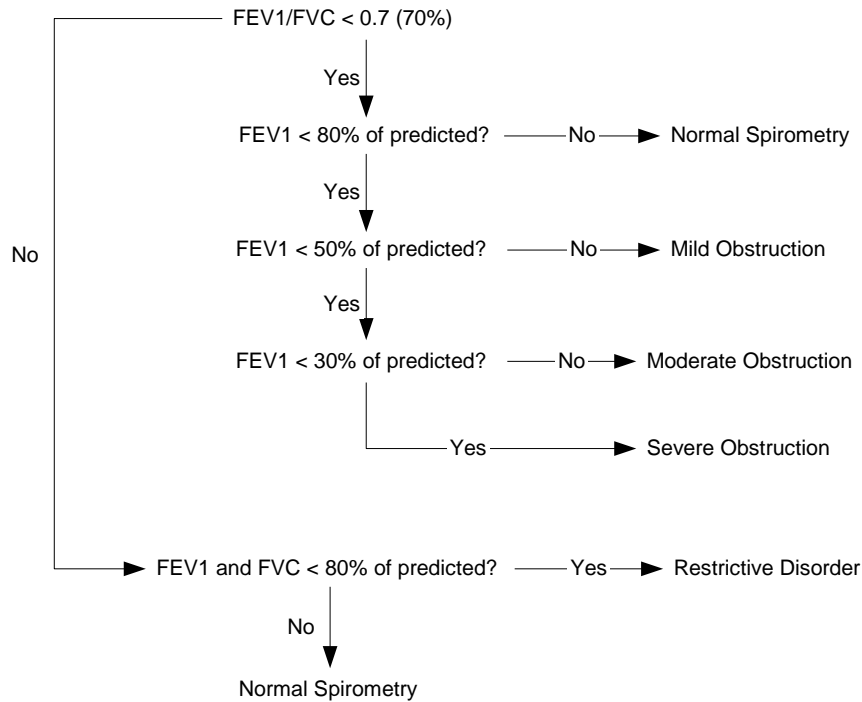 FEV1/FVC < 0.7 (70%)
Yes
FEV1 < 80% of predicted? No Normal Spirometry
Yes
No FEV1 < 50% of predicted? No Mild Obstruction
Yes
FEV1 < 30% of predicted? No Moderate Obstruction
Yes Severe Obstruction
FEV1 and FVC < 80% of predicted? Yes Restrictive Disorder
No
Normal Spirometry